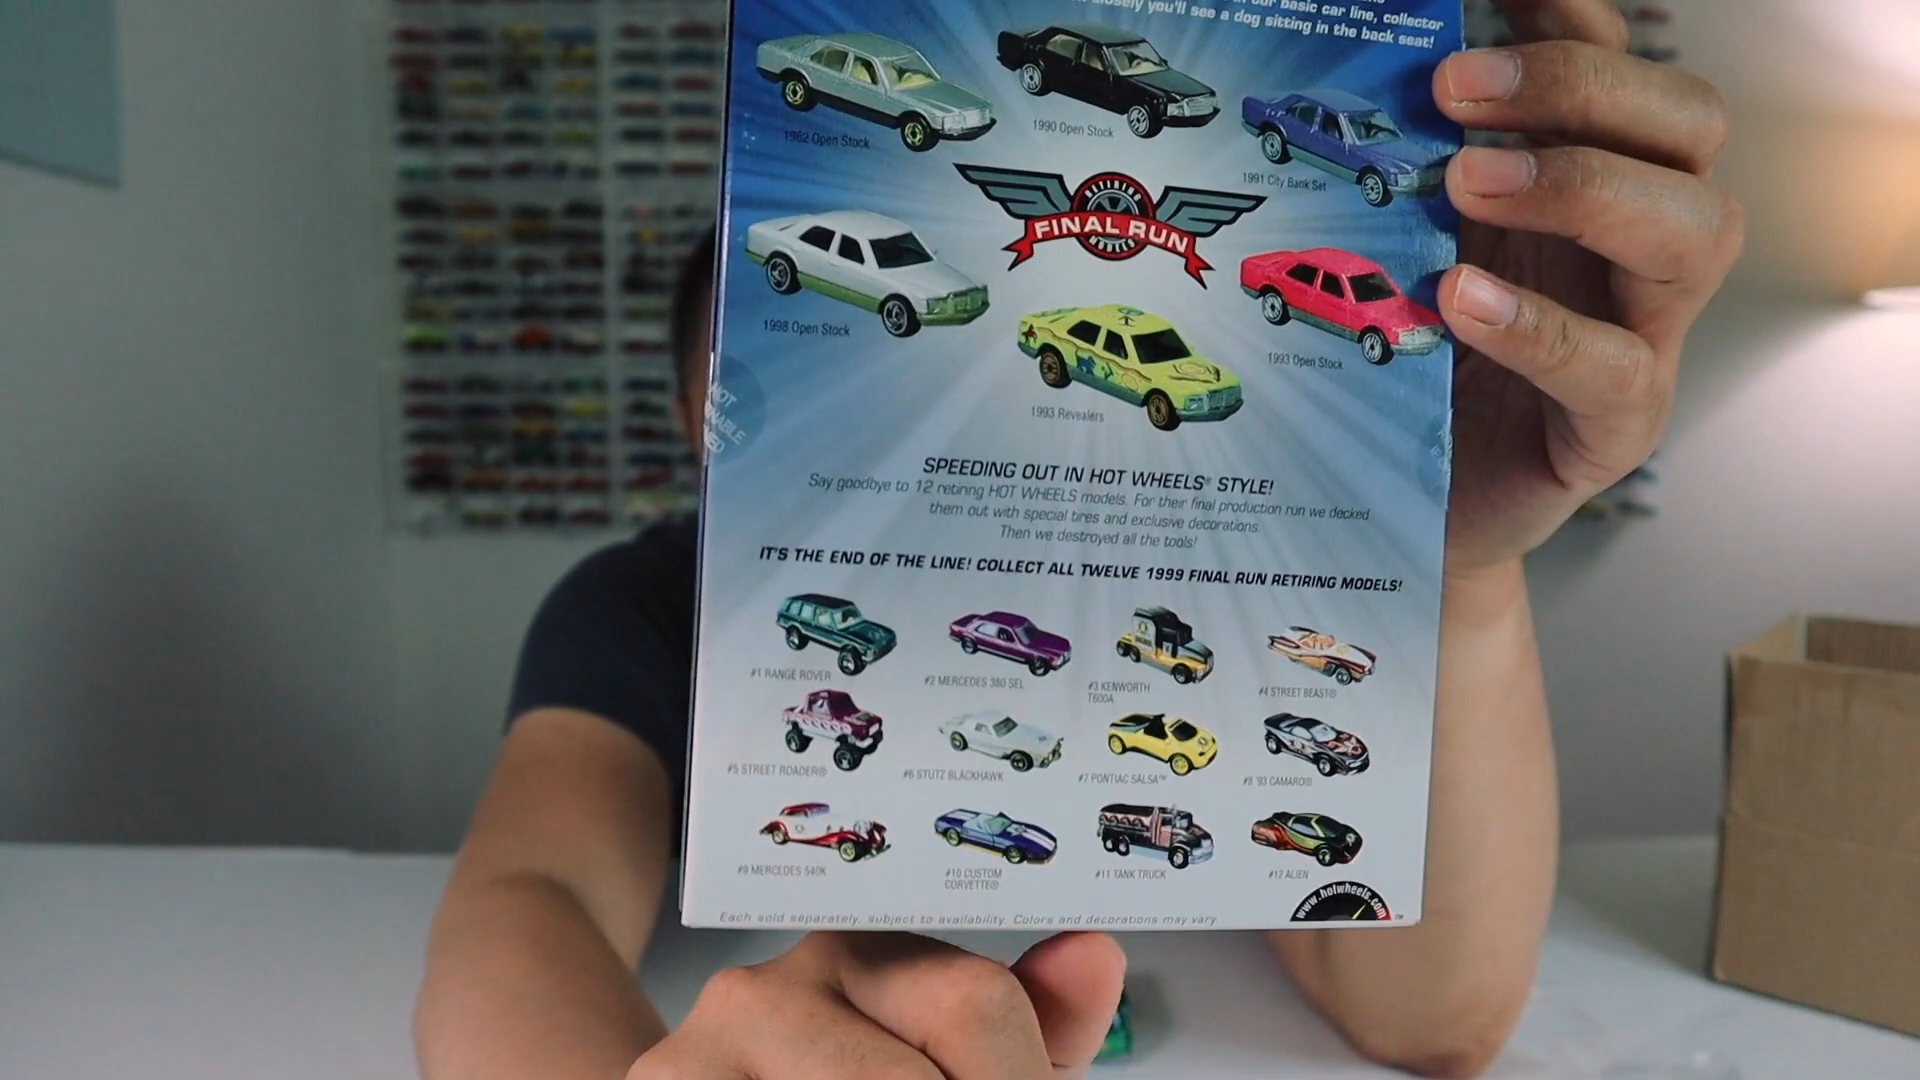 our basic car line, collector
closely you'll see a dog sitting in the back seat!
1982 Open Stock
1990 Open Stock
1991 City Bank Set
RETIRING
FINAL RUN
MODELS
1998 Open Stock
1993 Open Stock
1993 Revealers
SPEEDING OUT IN HOT WHEELS® STYLE!
Say goodbye to 12 retiring HOT WHEELS models. For their final production run we decked
them out with special tires and exclusive decorations.
Then we destroyed all the tools!
IT'S THE END OF THE LINE! COLLECT ALL TWELVE 1999 FINAL RUN RETIRING MODELS!
#1 RANGE ROVER
#2 MERCEDES 380 SEL
#3 KENWORTH
T600A
#4 STREET BEAST®
#5 STREET ROADER®
#6 STUTZ BLACKHAWK
#7 PONTIAC SALSA™
#8 '93 CAMARO®
#9 MERCEDES 540K
#10 CUSTOM
CORVETTE®
#11 TANK TRUCK
#12 ALIEN
www.hotwheels.com
Each sold separately, subject to availability. Colors and decorations may vary.